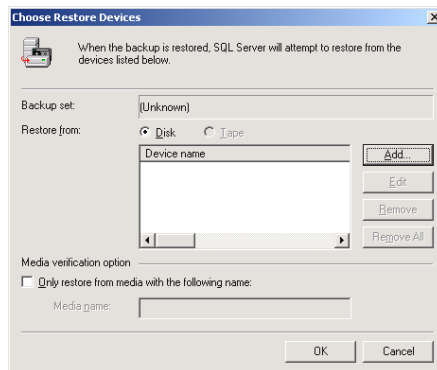 Choose Restore Devices
When the backup is restored, SQL Server will attempt to restore from the
devices listed below.
Backup set: (Unknown)
Restore from: Disk Tape
Device name
Add...
Edit
Remove
Remove All
Media verification option
Only restore from media with the following name:
Media name:
OK Cancel